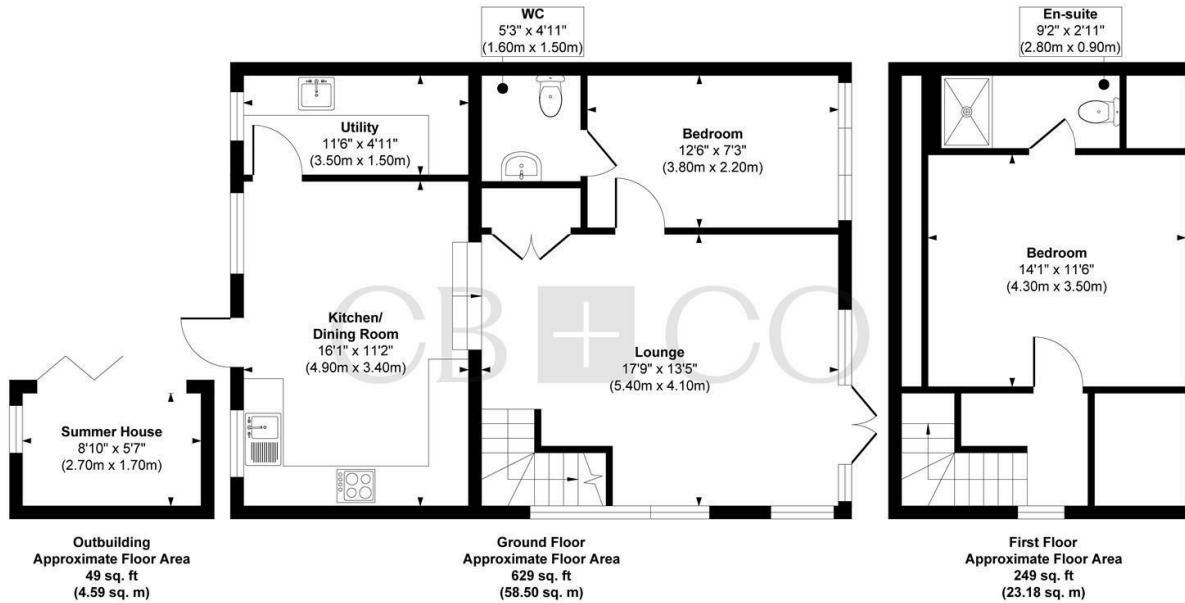 WC
5'3" x 4'11"
(1.60m x 1.50m)
En-suite
9'2" x 2'11"
(2.80m x 0.90m)
Utility
11'6" x 4'11"
(3.50m x 1.50m)
Bedroom
12'6" x 7'3"
(3.80m x 2.20m)
Bedroom
14'1" x 11'6"
(4.30m x 3.50m)
Kitchen/
Dining Room
16'1" x 11'2"
(4.90m x 3.40m)
Lounge
17'9" x 13'5"
(5.40m x 4.10m)
CB + CO
Summer House
8'10" x 5'7"
(2.70m x 1.70m)
Outbuilding
Approximate Floor Area
49 sq. ft
(4.59 sq. m)
Ground Floor
Approximate Floor Area
629 sq. ft
(58.50 sq. m)
First Floor
Approximate Floor Area
249 sq. ft
(23.18 sq. m)